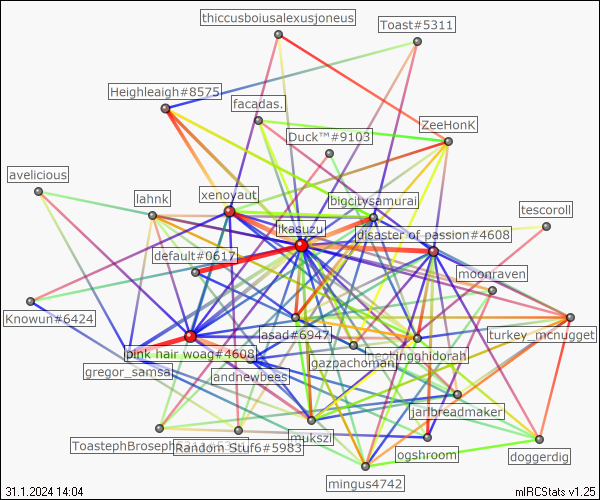 thiccusboiusalexusjoneus
Toast#5311
Heighleigh#8575
facadas.
ZeeHonK
Duck™#9103
avelicious
lahnk
xenovaut
bigcitysamurai
tescoroll
ikasuzu
disaster of passion#4608
default#0617
moonraven
Knowun#6424
asad#6947
turkey_mcnugget
pink hair woag#4608
hechingghidorah
gazpachoman
gregor_samsa
andnewbees
jarlbreadmaker
mukszi
ToastephBroseph
Random Stuf6#5983
ogshroom
doggerdig
mingus4742
31.1.2024 14:04
mIRCStats v1.25